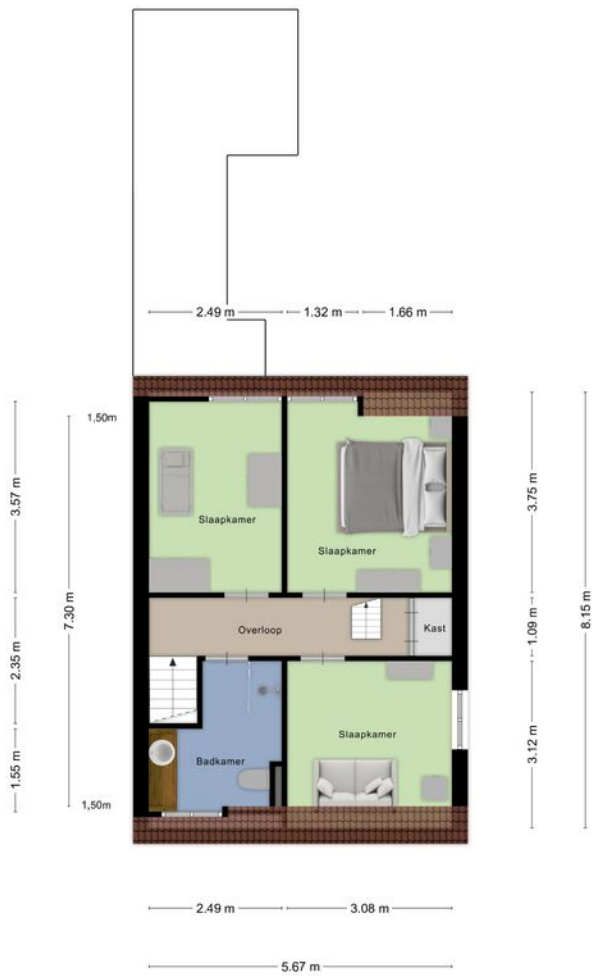 2.49 m
1.32 m
1.66 m
1,50m
3.57 m
7.30 m
2.35 m
1.55 m
3.75 m
8.15 m
1.09 m
3.12 m
Slaapkamer
Slaapkamer
Overloop
Kast
Slaapkamer
Badkamer
1,50m
2.49 m
3.08 m
5.67 m